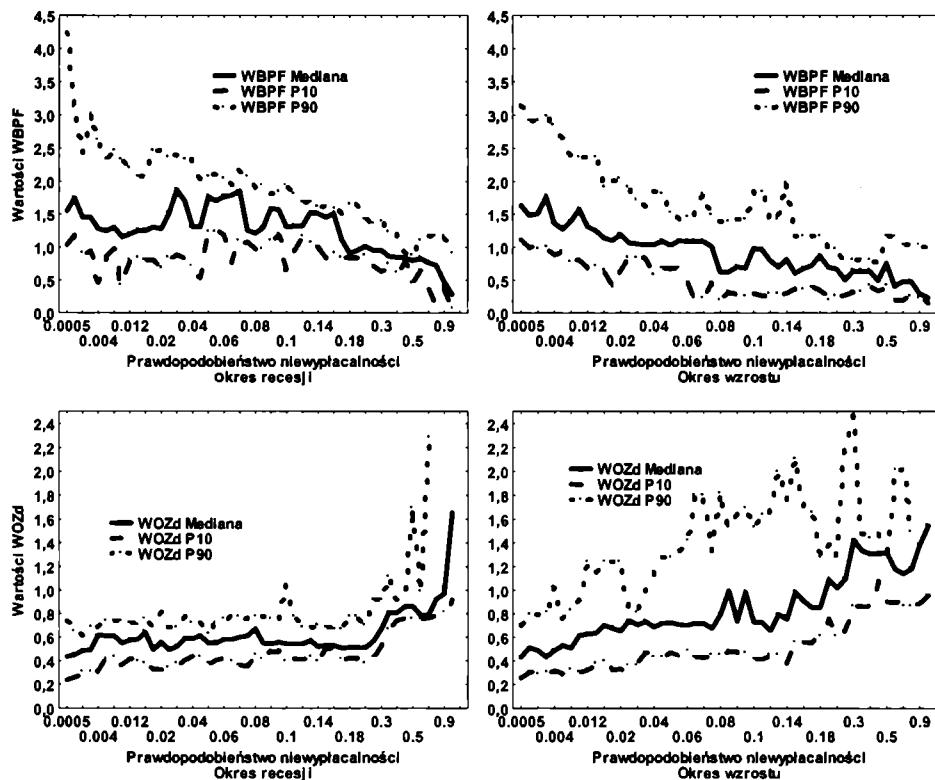 4,5
4,0
3,5
3,0
2,5
2,0
1,5
1,0
0,5
0,0
Wartości WBPF
WBPF Mediana
WBPF P10
WBPF P90
0.0005 0.012 0.04 0.08 0.14 0.3 0.9
0.004 0.02 0.06 0.1 0.18 0.5
Prawdopodobieństwo niewypłacalności
okres recesji
4,5
4,0
3,5
3,0
2,5
2,0
1,5
1,0
0,5
0,0
WBPF Mediana
WBPF P10
WBPF P90
0.0005 0.012 0.04 0.08 0.14 0.3 0.9
0.004 0.02 0.06 0.1 0.18 0.5
Prawdopodobieństwo niewypłacalności
Okres wzrostu
2,4
2,2
2,0
1,8
1,6
1,4
1,2
1,0
0,8
0,6
0,4
0,2
0,0
Wartości WOZd
WOZd Mediana
WOZd P10
WOZd P90
0.0005 0.012 0.04 0.08 0.14 0.3 0.9
0.004 0.02 0.06 0.1 0.18 0.5
Prawdopodobieństwo niewypłacalności
Okres recesji
2,4
2,2
2,0
1,8
1,6
1,4
1,2
1,0
0,8
0,6
0,4
0,2
0,0
WOZd Mediana
WOZd P10
WOZd P90
0.0005 0.012 0.04 0.08 0.14 0.3 0.9
0.004 0.02 0.06 0.1 0.18 0.5
Prawdopodobieństwo niewypłacalności
Okres wzrostu